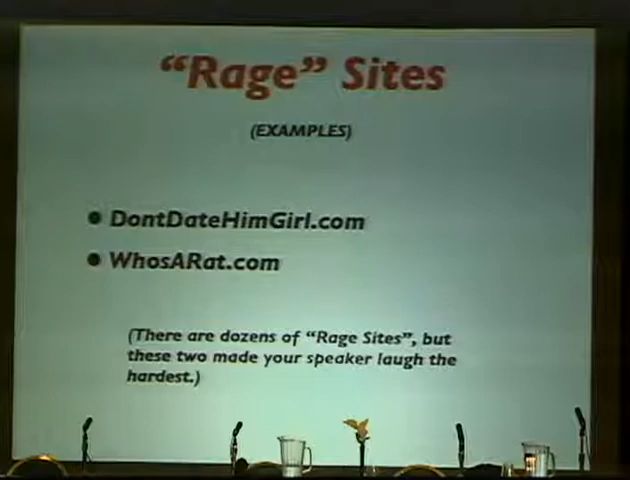 “Rage” Sites
(EXAMPLES)
• DontDateHimGirl.com
• WhosARat.com
(There are dozens of “Rage Sites”, but
these two made your speaker laugh the
hardest.)